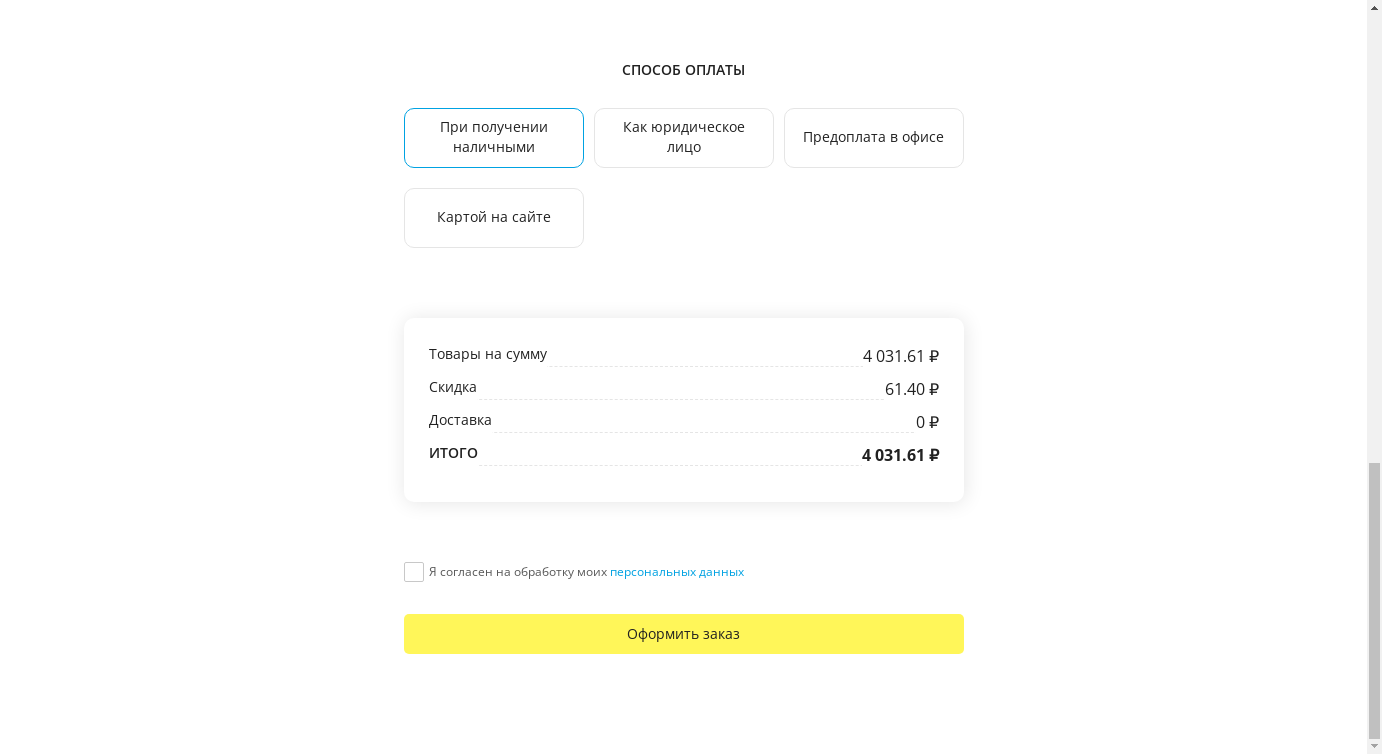 СПОСОБ ОПЛАТЫ
При получении
наличными
Как юридическое
лицо
Предоплата в офисе
Картой на сайте
Товары на сумму 4 031.61 ₽
Скидка 61.40 ₽
Доставка 0 ₽
ИТОГО 4 031.61 ₽
Я согласен на обработку моих персональных данных
Оформить заказ